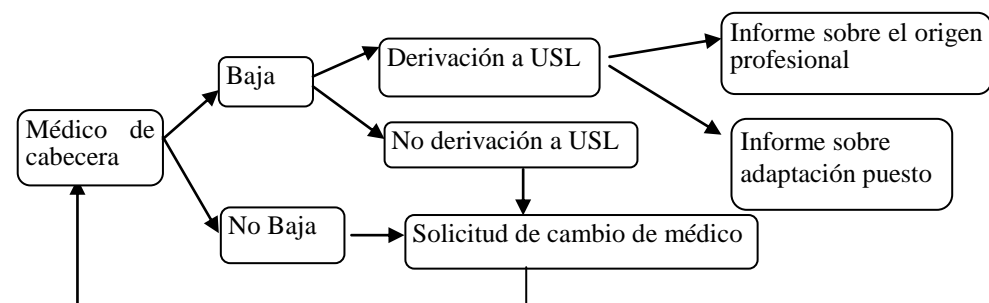 Médico de
cabecera
Baja
No Baja
Derivación a USL
No derivación a USL
Solicitud de cambio de médico
Informe sobre el origen
profesional
Informe sobre
adaptación puesto